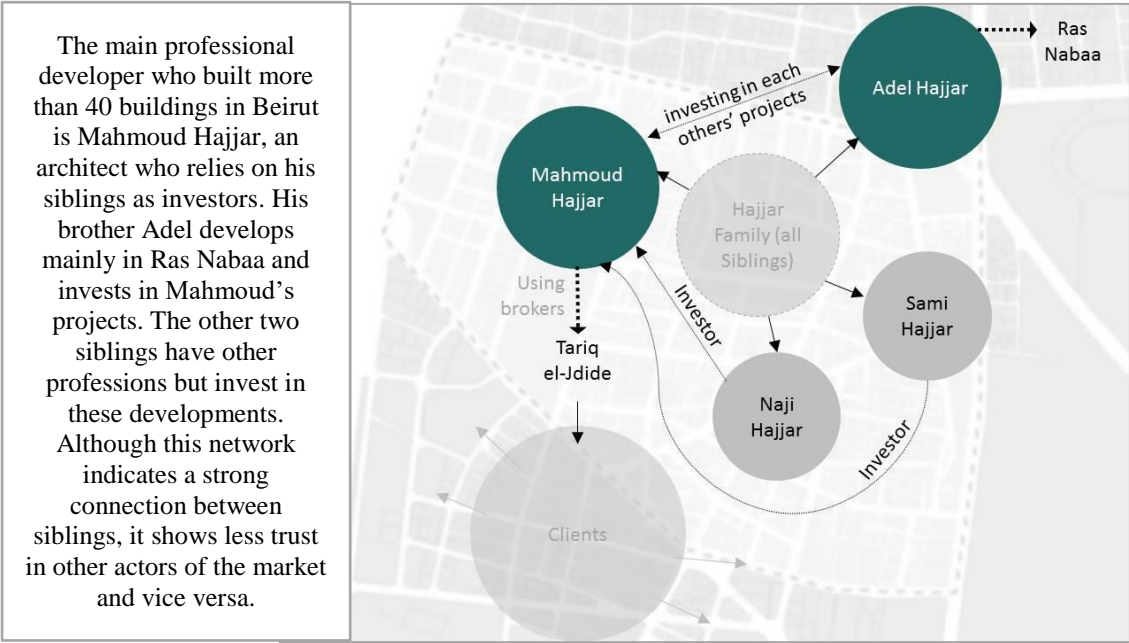 The main professional
developer who built more
than 40 buildings in Beirut
is Mahmoud Hajjar, an
architect who relies on his
siblings as investors. His
brother Adel develops
mainly in Ras Nabaa and
invests in Mahmoud’s
projects. The other two
siblings have other
professions but invest in
these developments.
Although this network
indicates a strong
connection between
siblings, it shows less trust
in other actors of the market
and vice versa.
Ras
Nabaa
Adel Hajjar
investing in each
others’ projects
Mahmoud
Hajjar
Hajjar
Family (all
Siblings)
Using
brokers
Investor
Sami
Hajjar
Tariq
el-Jdide
Naji
Hajjar
Investor
Clients